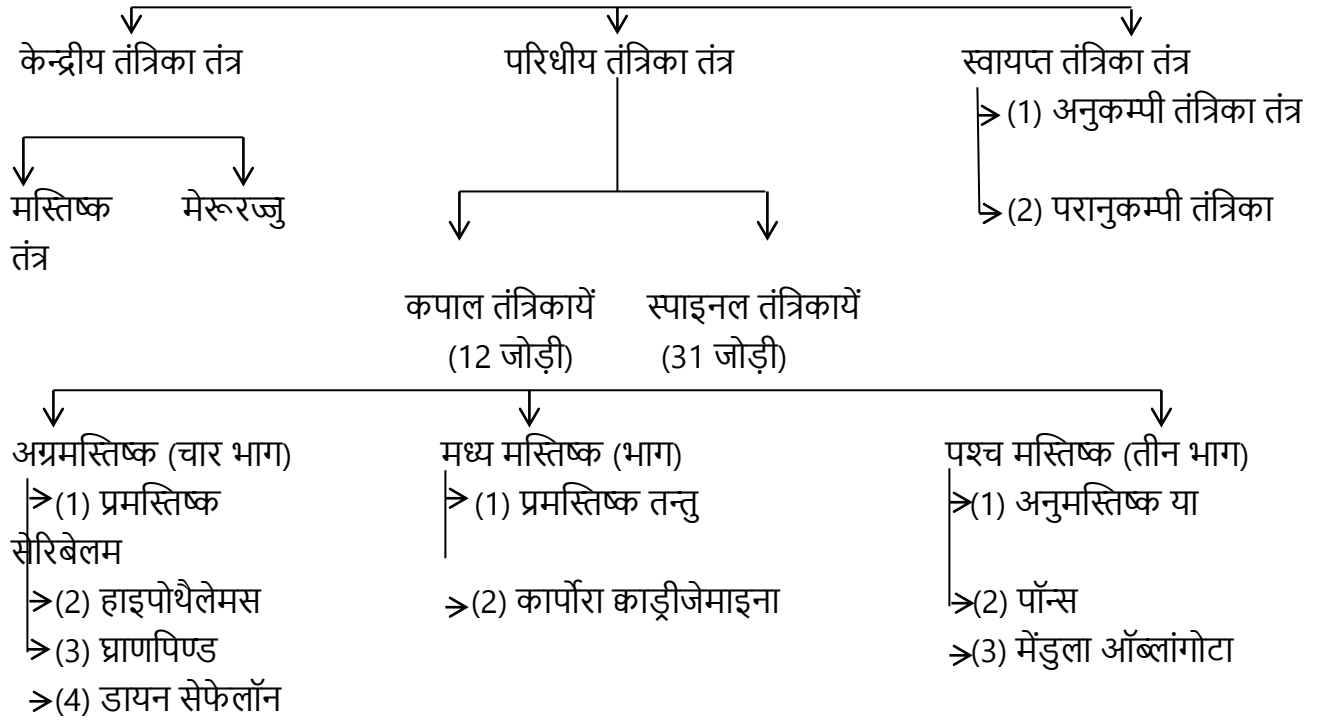 केन्द्रीय तंत्रिका तंत्र परिधीय तंत्रिका तंत्र स्वायप्त तंत्रिका तंत्र
(1) अनुकम्पी तंत्रिका तंत्र
मस्तिष्क मेरूरज्जु (2) परानुकम्पी तंत्रिका
तंत्र
कपाल तंत्रिकायें स्पाइनल तंत्रिकायें
(12 जोड़ी) (31 जोड़ी)
अग्रमस्तिष्क (चार भाग) मध्य मस्तिष्क (भाग) पश्च मस्तिष्क (तीन भाग)
(1) प्रमस्तिष्क (1) प्रमस्तिष्क तन्तु (1) अनुमस्तिष्क या
सेरिबेलम
(2) हाइपोथैलेमस (2) कार्पोरा क्वाड्रीजेमाइना (2) पॉन्स
(3) घ्राणपिण्ड (3) मेंडुला ऑब्लांगोटा
(4) डायन सेफेलॉन